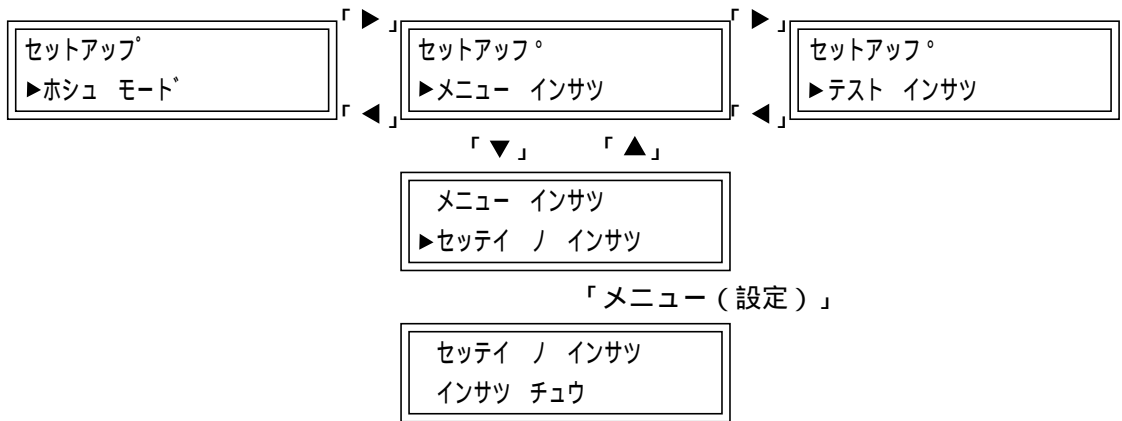 「▶」
「▶」
セットアップ
▶ホシュ モード
セットアップ
▶メニュー インサツ
セットアップ
▶テスト インサツ
「◀」
「◀」
「▼」 「▲」
メニュー インサツ
▶セッテイ ノ インサツ
「メニュー(設定)」
セッテイ ノ インサツ
インサツ チュウ